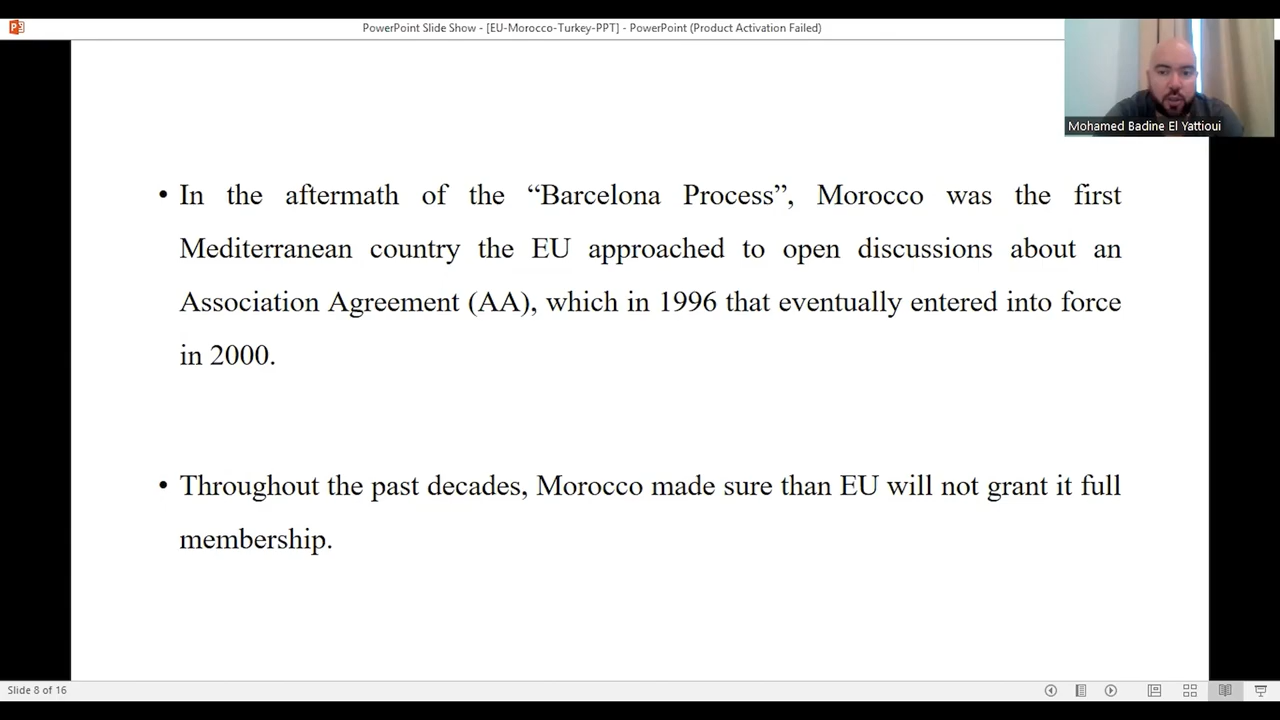 PowerPoint Slide Show - [EU-Morocco-Turkey-PPT] - PowerPoint (Product Activation Failed)
Mohamed Badine El Yattioui
• In the aftermath of the “Barcelona Process”, Morocco was the first
Mediterranean country the EU approached to open discussions about an
Association Agreement (AA), which in 1996 that eventually entered into force
in 2000.
• Throughout the past decades, Morocco made sure than EU will not grant it full
membership.
Slide 8 of 16